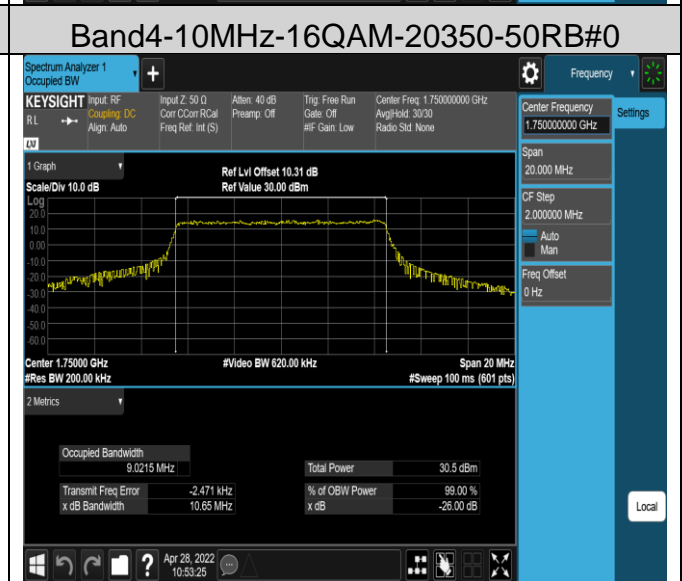 Band4-10MHz-16QAM-20350-50RB#0
Spectrum Analyzer 1
Occupied BW
+
Frequency
KEYSIGHT
RL
Input: RF
Coupling: DC
Align: Auto
Input Z: 50 Ω
Corr CCorr RCal
Freq Ref: Int (S)
Atten: 40 dB
Preamp: Off
Trig: Free Run
Gate: Off
#IF Gain: Low
Center Freq: 1.750000000 GHz
Avg|Hold: 30/30
Radio Std: None
Center Frequency
1.750000000 GHz
Settings
Span
20.000 MHz
CF Step
2.000000 MHz
Auto
Man
Freq Offset
0 Hz
1 Graph
Scale/Div 10.0 dB
Ref Lvl Offset 10.31 dB
Ref Value 30.00 dBm
Log
20.0
10.0
0.00
-10.0
-20.0
-30.0
-40.0
-50.0
-60.0
Center 1.75000 GHz
#Res BW 200.00 kHz
#Video BW 620.00 kHz
Span 20 MHz
#Sweep 100 ms (601 pts)
2 Metrics
Occupied Bandwidth
9.0215 MHz
Total Power 30.5 dBm
Transmit Freq Error -2.471 kHz
% of OBW Power 99.00 %
x dB Bandwidth 10.65 MHz
x dB -26.00 dB
Local
?
Apr 28, 2022
10:53:25